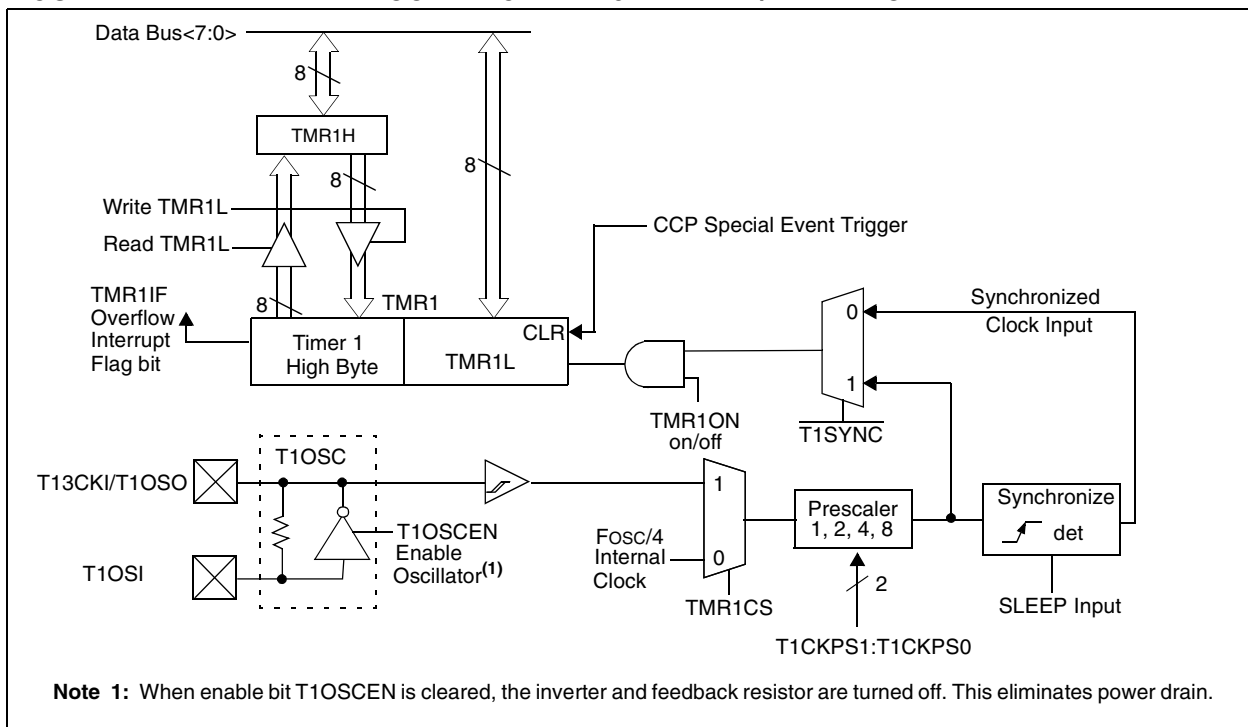 Data Bus<7:0>
8
TMR1H
8
8
Write TMR1L
Read TMR1L
CCP Special Event Trigger
TMR1IF
Overflow
Interrupt
Flag bit
8
TMR1
Timer 1
High Byte
TMR1L
CLR
0
1
Synchronized
Clock Input
TMR1ON
on/off
T1SYNC
T1OSC
T13CKI/T1OSO
T1OSI
T1OSCEN
Enable
Oscillator(1)
FOSC/4
Internal
Clock
1
0
TMR1CS
Prescaler
1, 2, 4, 8
2
T1CKPS1:T1CKPS0
Synchronize
det
SLEEP Input
Note 1: When enable bit T1OSCEN is cleared, the inverter and feedback resistor are turned off. This eliminates power drain.